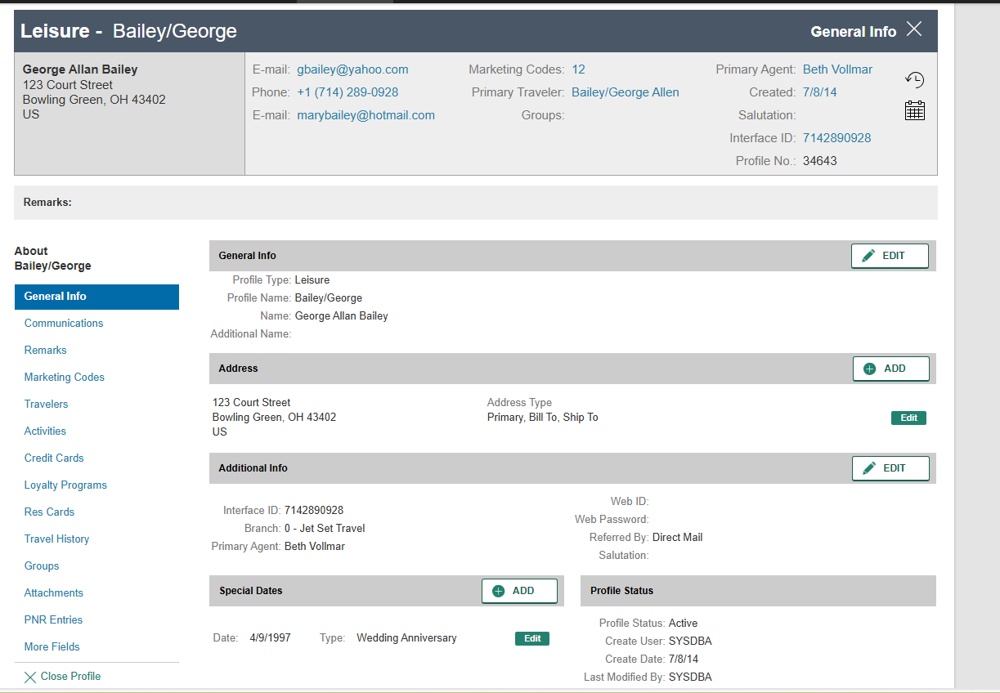 Leisure - Bailey/George
General Info
George Allan Bailey
123 Court Street
Bowling Green, OH 43402
US
E-mail: gbailey@yahoo.com
Phone: +1 (714) 289-0928
E-mail: marybailey@hotmail.com
Marketing Codes: 12
Primary Traveler: Bailey/George Allen
Groups:
Primary Agent: Beth Vollmar
Created: 7/8/14
Salutation:
Interface ID: 7142890928
Profile No.: 34643
Remarks:
About
Bailey/George
General Info
Communications
Remarks
Marketing Codes
Travelers
Activities
Credit Cards
Loyalty Programs
Res Cards
Travel History
Groups
Attachments
PNR Entries
More Fields
Close Profile
General Info
EDIT
Profile Type: Leisure
Profile Name: Bailey/George
Name: George Allan Bailey
Additional Name:
Address
ADD
123 Court Street
Bowling Green, OH 43402
US
Address Type
Primary, Bill To, Ship To
Edit
Additional Info
EDIT
Interface ID: 7142890928
Branch: 0 - Jet Set Travel
Primary Agent: Beth Vollmar
Web ID:
Web Password:
Referred By: Direct Mail
Salutation:
Special Dates
ADD
Date: 4/9/1997 Type: Wedding Anniversary
Edit
Profile Status
Profile Status: Active
Create User: SYSDBA
Create Date: 7/8/14
Last Modified By: SYSDBA